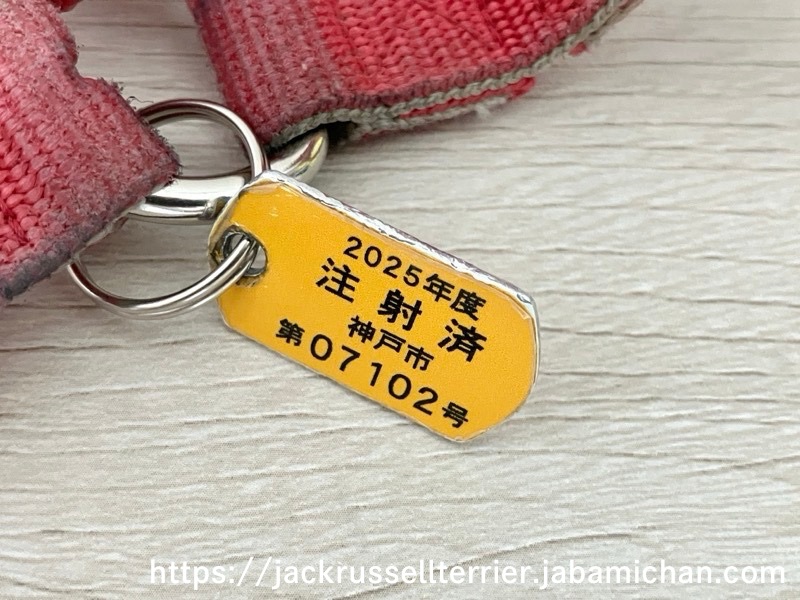 2025年度
注射済
神戸市
第07102号
https://jackrussellterrier.jabamichan.com